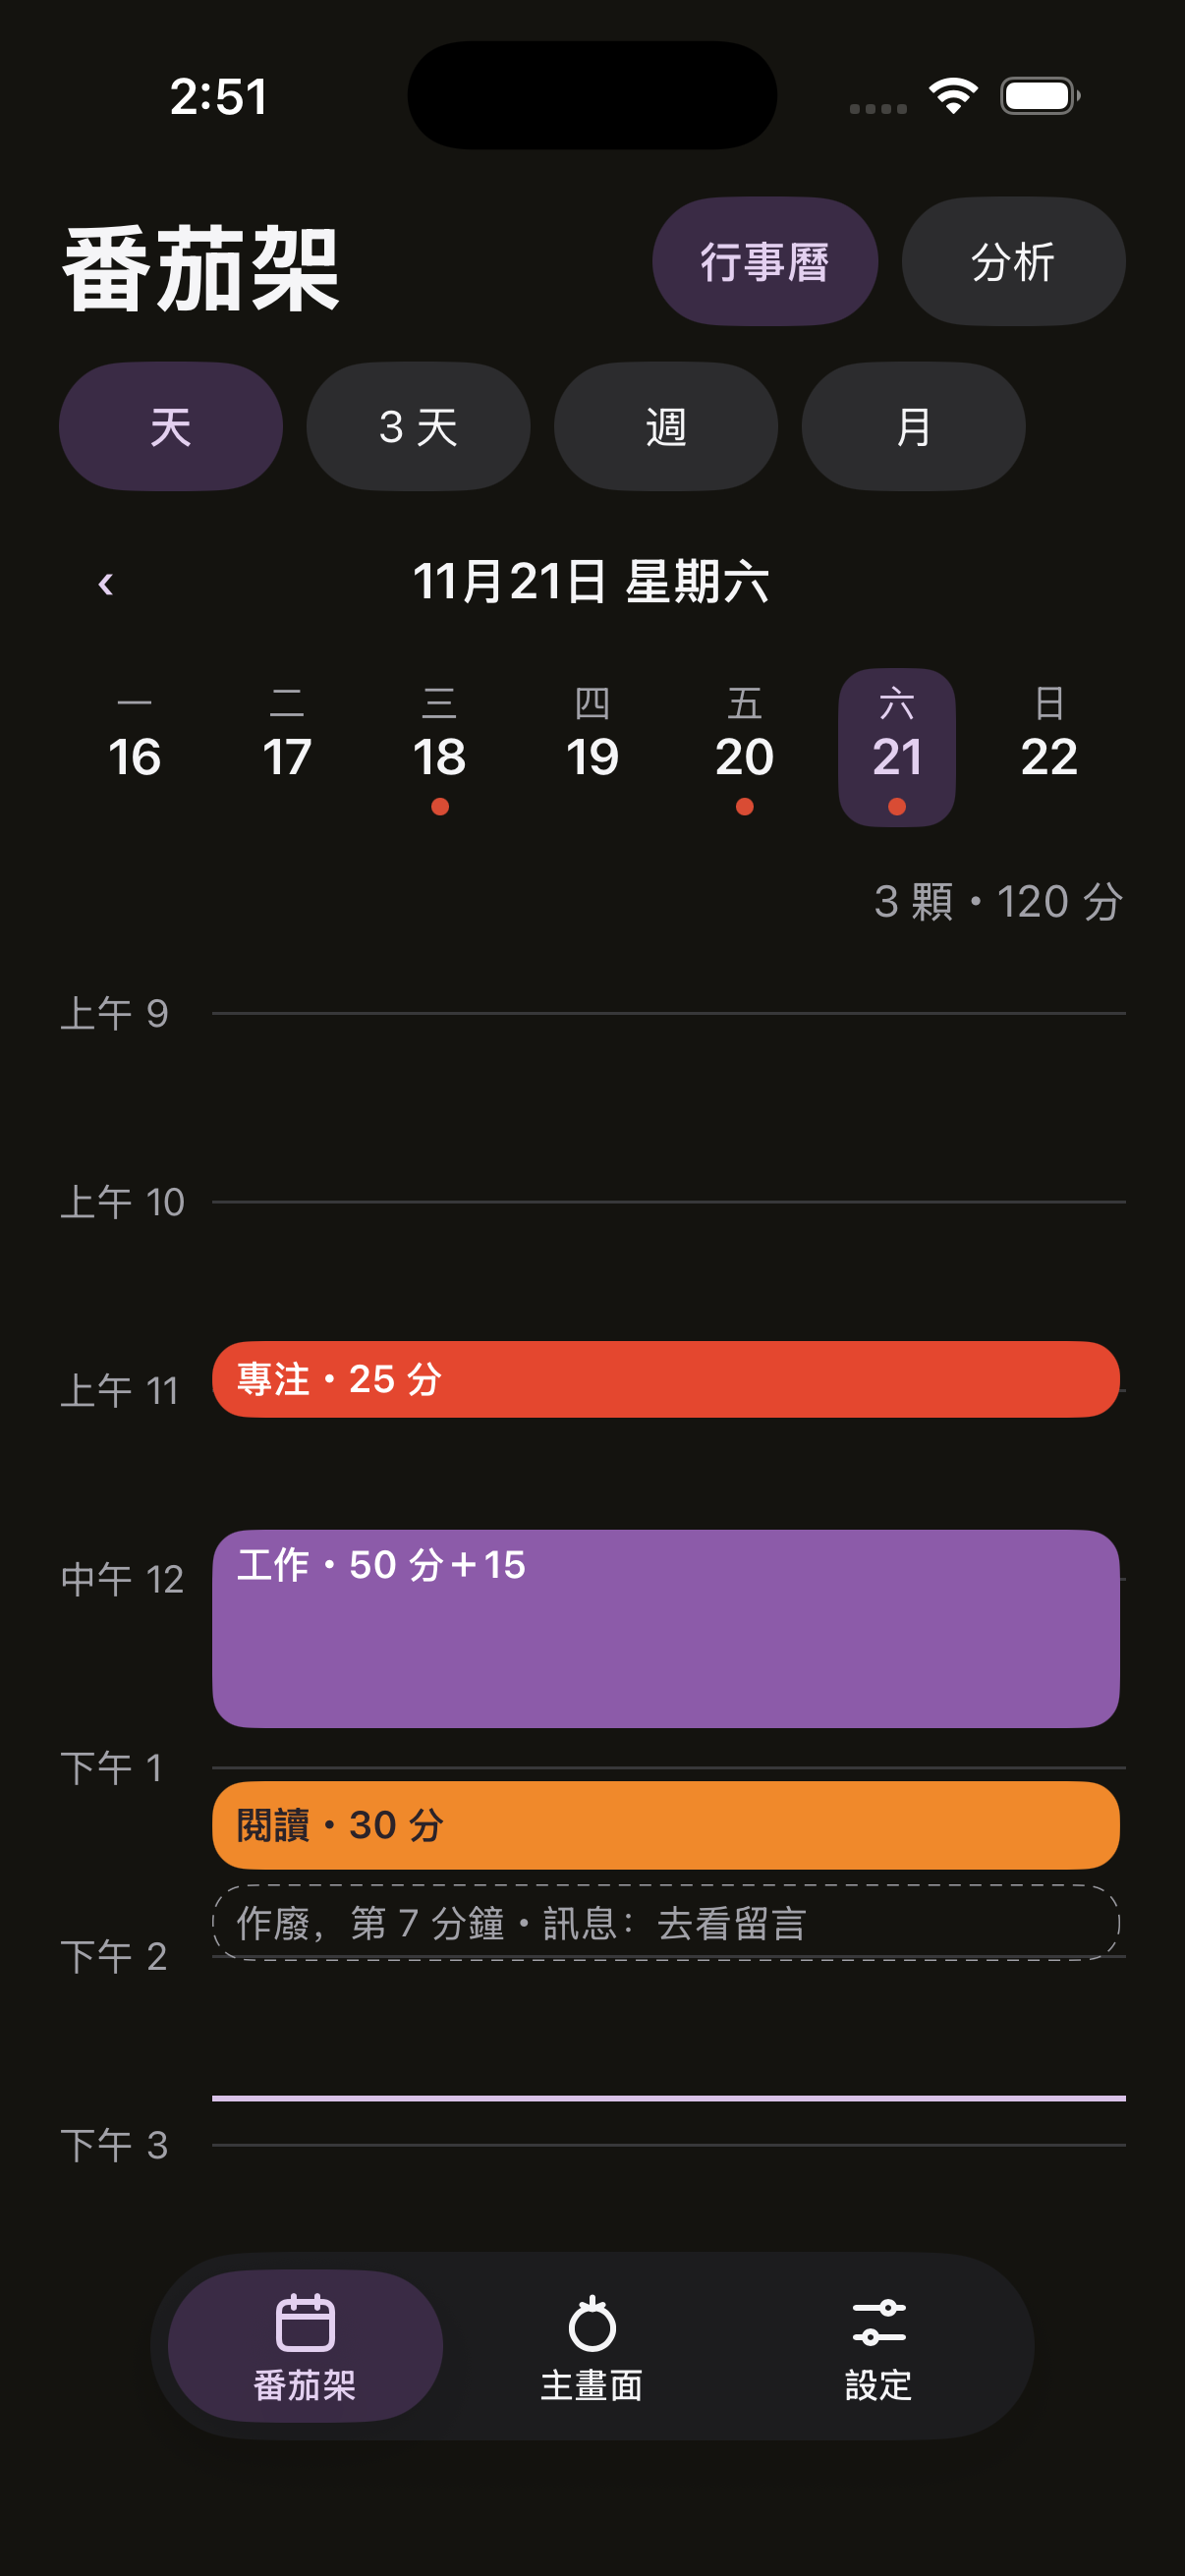 2:51
番茄架
行事曆
分析
天
3 天
週
月
‹
11月21日 星期六
一
二
三
四
五
六
日
16
17
18
19
20
21
22
3 顆・120 分
上午 9
上午 10
上午 11
專注・25 分
中午 12
工作・50 分+15
下午 1
閱讀・30 分
作廢，第 7 分鐘・訊息：去看留言
下午 2
下午 3
番茄架
主畫面
設定